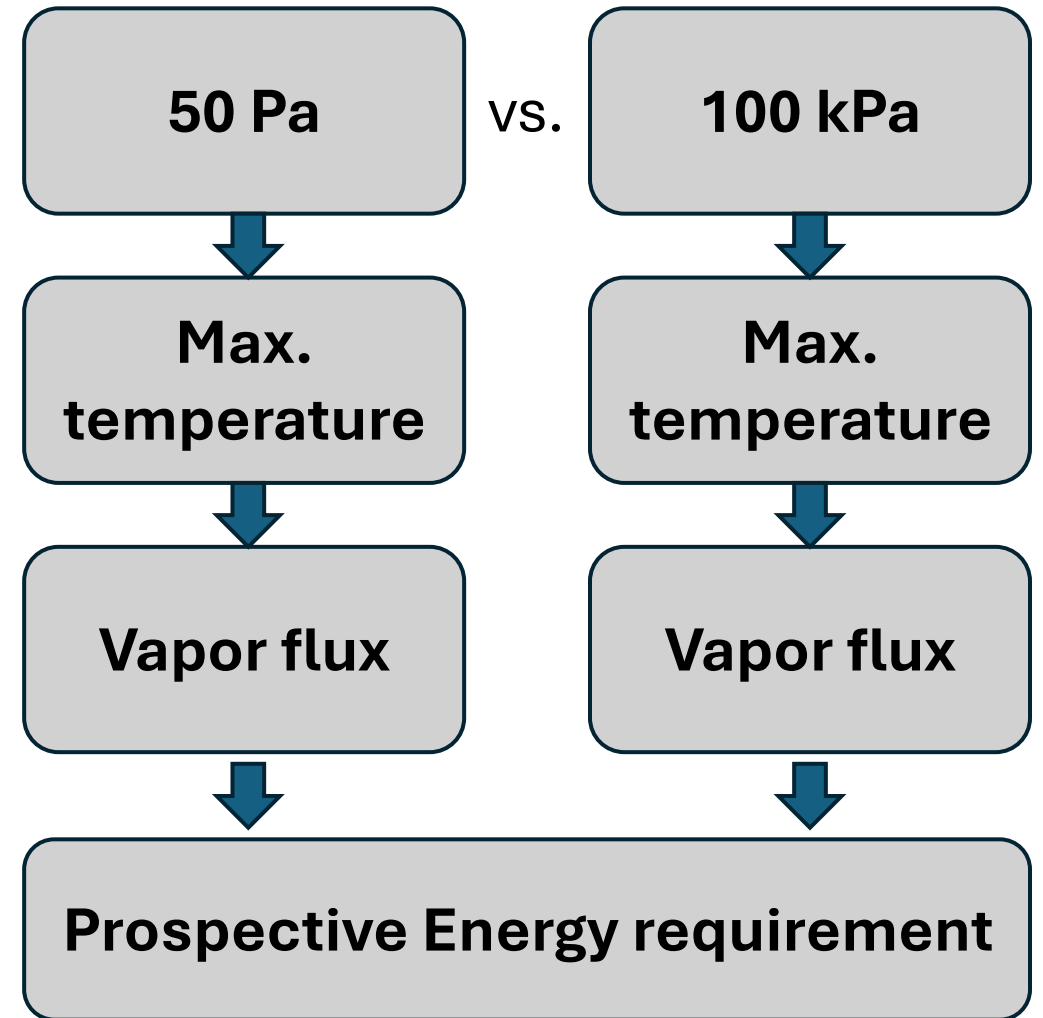 50 Pa vs. 100 kPa
Max. temperature Max. temperature
Vapor flux Vapor flux
Prospective Energy requirement